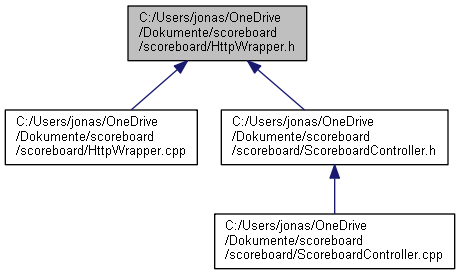 C:/Users/jonas/OneDrive
/Dokumente/scoreboard
/scoreboard/HttpWrapper.h
C:/Users/jonas/OneDrive
/Dokumente/scoreboard
/scoreboard/HttpWrapper.cpp
C:/Users/jonas/OneDrive
/Dokumente/scoreboard
/scoreboard/ScoreboardController.h
C:/Users/jonas/OneDrive
/Dokumente/scoreboard
/scoreboard/ScoreboardController.cpp